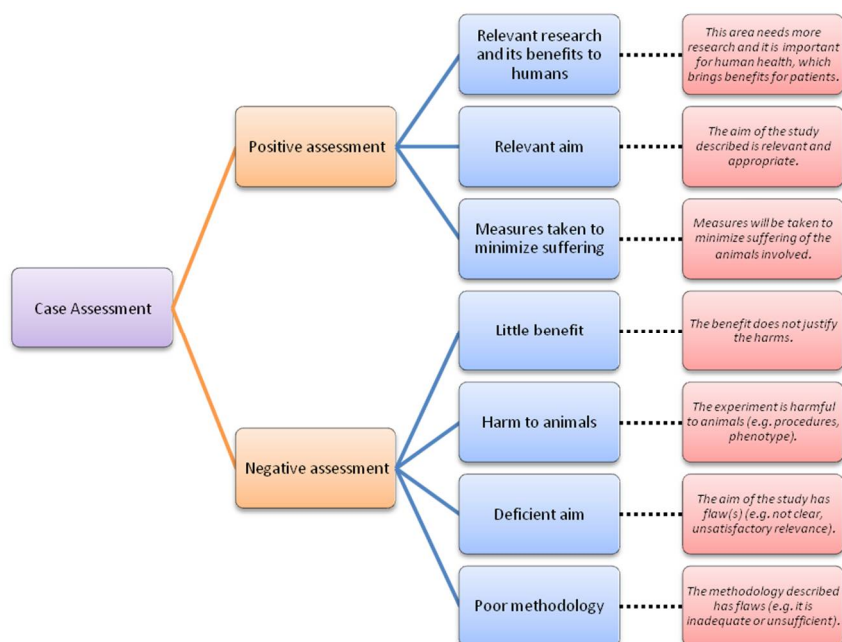 Case Assessment
Positive assessment
Relevant research
and its benefits to
humans
This area needs more
research and it is important
for human health, which
brings benefits for patients.
Relevant aim
The aim of the study
described is relevant and
appropriate.
Measures taken to
minimize suffering
Measures will be taken to
minimize suffering of the
animals involved.
Negative assessment
Little benefit
The benefit does not justify
the harms.
Harm to animals
The experiment is harmful
to animals (e.g. procedures,
phenotype).
Deficient aim
The aim of the study has
flaw(s) (e.g. not clear,
unsatisfactory relevance).
Poor methodology
The methodology described
has flaws (e.g. it is
inadequate or unsufficient).